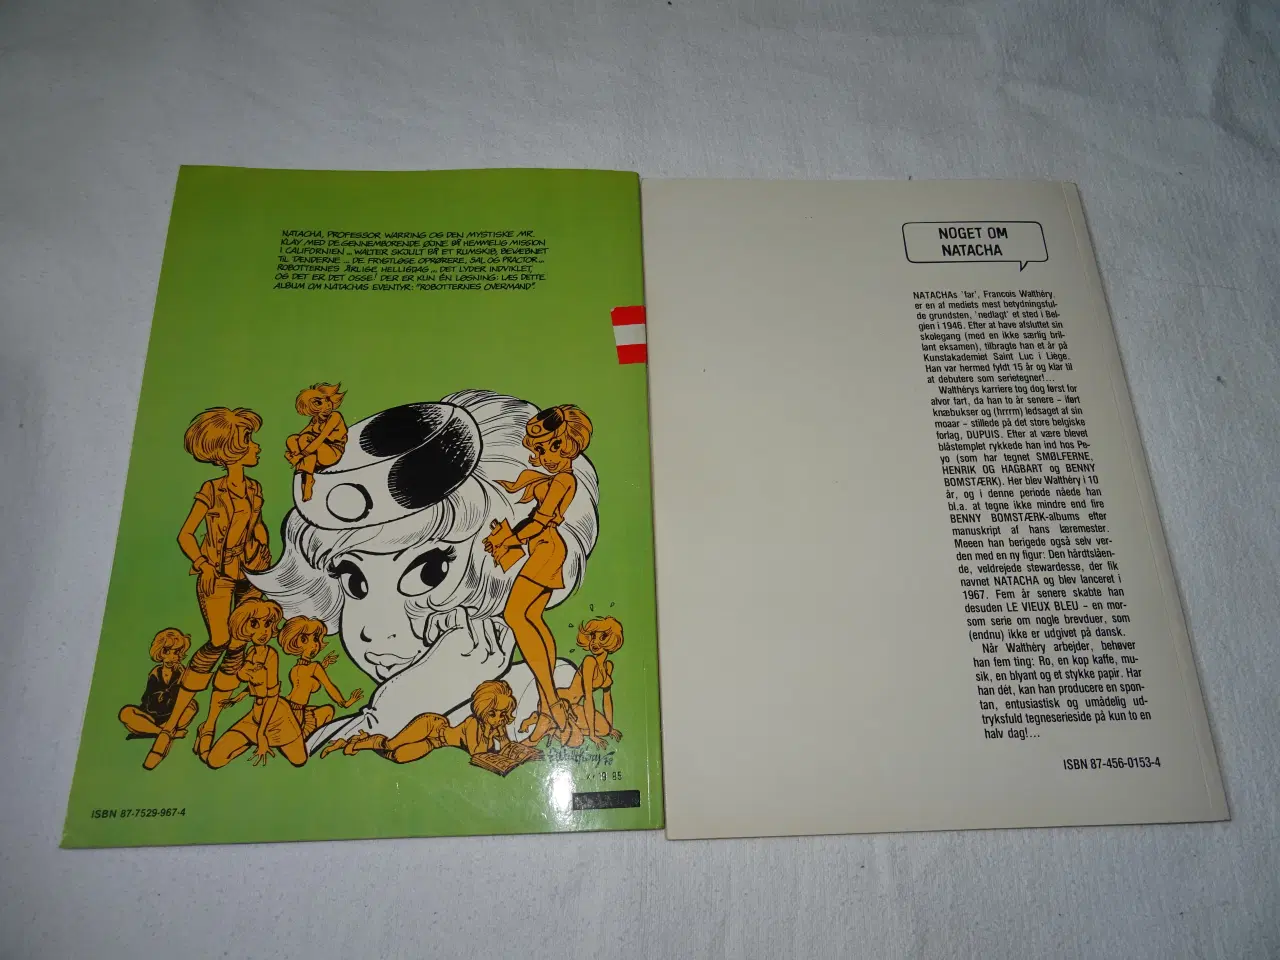 NATACHA, PROFESSOR WARRING OG DEN MYSTISKE MR.
KLAY MED DE GENNEMBORENDE ØJNE PÅ HEMMELIG MISSION
I CALIFORNIEN... WALTER SKJULT PÅ ET RUMSKIB, BEVÆBNET
TIL TÆNDERNE... DE FRYGTLØSE OPRØRERE, SAL OG PRACTOR...
ROBOTTERNES ÅRLIGE HELLIGDAG... DET LYDER INDVIKLET,
OG DET ER DET OSSE! DER ER KUN ÉN LØSNING: LÆS DETTE
ALBUM OM NATACHAS EVENTYR: "ROBOTTERNES OVERMAND".
Walthéry 78
19 85
ISBN 87-7529-967-4
NOGET OM
NATACHA
NATACHAs 'far', Francois Walthéry,
er en af mediets mest betydningsful-
de grundsten, 'nedlagt' et sted i Bel-
gien i 1946. Efter at have afsluttet sin
skolegang (med en ikke særlig bril-
lant eksamen), tilbragte han et år på
Kunstakademiet Saint Luc i Liège.
Han var hermed fyldt 15 år og klar til
at debutere som serietegner!...
Walthérys karriere tog dog først for
alvor fart, da han to år senere – iført
knæbukser og (hrrrm) ledsaget af sin
moaar – stillede på det store belgiske
forlag, DUPUIS. Efter at være blevet
blåstemplet rykkede han ind hos Pe-
yo (som har tegnet SMØLFERNE,
HENRIK OG HAGBART og BENNY
BOMSTÆRK). Her blev Walthéry i 10
år, og i denne periode nåede han
bl.a. at tegne ikke mindre end fire
BENNY BOMSTÆRK-albums efter
manuskript af hans læremester.
Meeen han berigede også selv ver-
den med en ny figur: Den hårdtslåen-
de, veldrejede stewardesse, der fik
navnet NATACHA og blev lanceret i
1967. Fem år senere skabte han
desuden LE VIEUX BLEU – en mor-
som serie om nogle brevduer, som
(endnu) ikke er udgivet på dansk.
Når Walthéry arbejder, behøver
han fem ting: Ro, en kop kaffe, mu-
sik, en blyant og et stykke papir. Har
han dét, kan han producere en spon-
tan, entusiastisk og umådelig ud-
tryksfuld tegneserieside på kun to en
halv dag!...
ISBN 87-456-0153-4